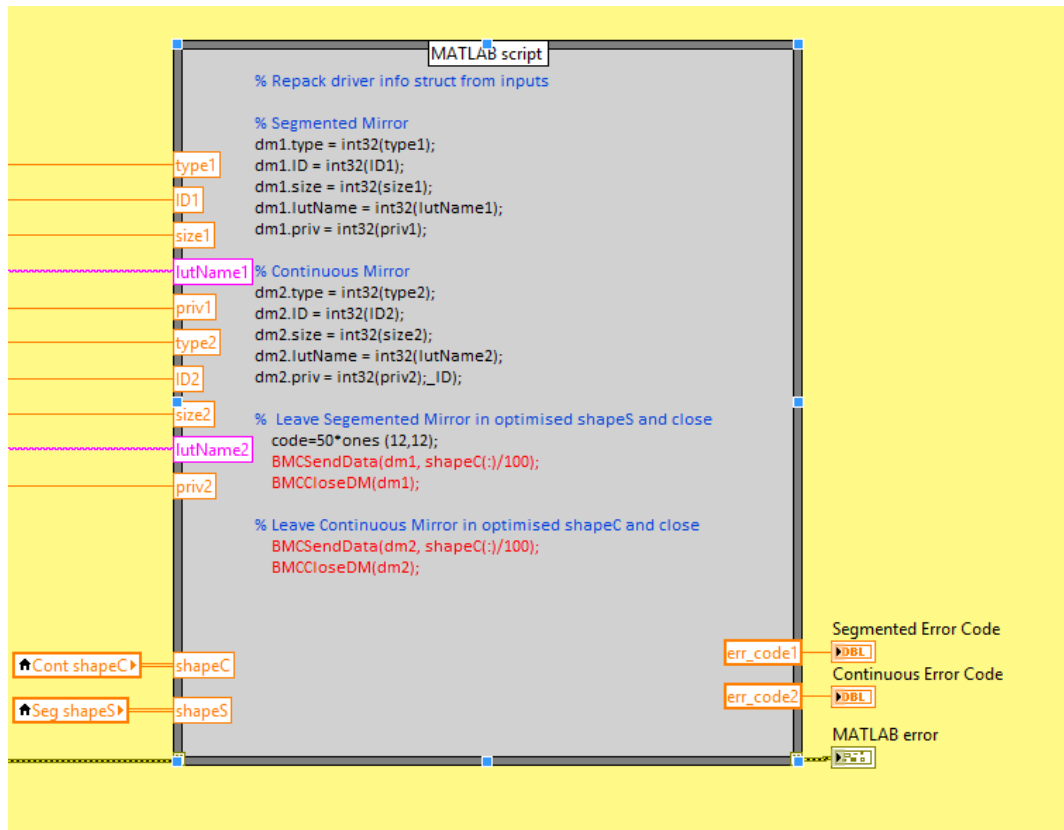 MATLAB script
% Repack driver info struct from inputs
% Segmented Mirror
dm1.type = int32(type1);
dm1.ID = int32(ID1);
dm1.size = int32(size1);
dm1.lutName = int32(lutName1);
dm1.priv = int32(priv1);
% Continuous Mirror
dm2.type = int32(type2);
dm2.ID = int32(ID2);
dm2.size = int32(size2);
dm2.lutName = int32(lutName2);
dm2.priv = int32(priv2);_ID);
% Leave Segemented Mirror in optimised shapeS and close
code=50*ones (12,12);
BMCSendData(dm1, shapeC(:)/100);
BMCCloseDM(dm1);
% Leave Continuous Mirror in optimised shapeC and close
BMCSendData(dm2, shapeC(:)/100);
BMCCloseDM(dm2);
type1
ID1
size1
lutName1
priv1
type2
ID2
size2
lutName2
priv2
Cont shapeC
shapeC
Seg shapeS
shapeS
err_code1
err_code2
Segmented Error Code
DBL
Continuous Error Code
DBL
MATLAB error